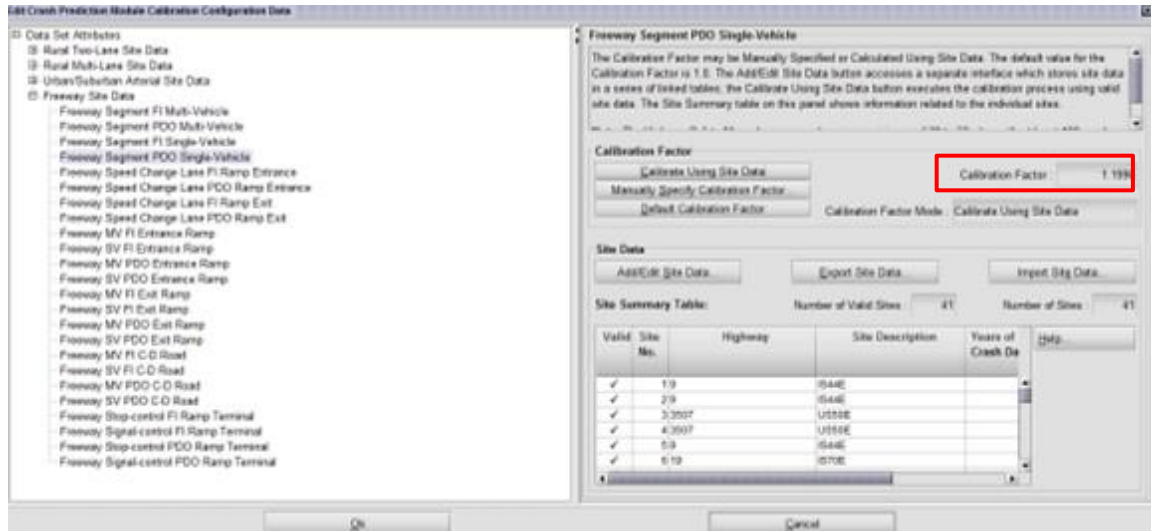 Edit Crash Prediction Module Calibration Configuration Data
Data Set Attributes
Rural Two-Lane Site Data
Rural Multi-Lane Site Data
Urban/Suburban Arterial Site Data
Freeway Site Data
Freeway Segment FI Multi-Vehicle
Freeway Segment PDO Multi-Vehicle
Freeway Segment FI Single-Vehicle
Freeway Segment PDO Single-Vehicle
Freeway Speed Change Lane FI Ramp Entrance
Freeway Speed Change Lane PDO Ramp Entrance
Freeway Speed Change Lane FI Ramp Exit
Freeway Speed Change Lane PDO Ramp Exit
Freeway MV FI Entrance Ramp
Freeway SV FI Entrance Ramp
Freeway MV PDO Entrance Ramp
Freeway SV PDO Entrance Ramp
Freeway MV FI Exit Ramp
Freeway SV FI Exit Ramp
Freeway MV PDO Exit Ramp
Freeway SV PDO Exit Ramp
Freeway MV FI C-D Road
Freeway SV FI C-D Road
Freeway MV PDO C-D Road
Freeway SV PDO C-D Road
Freeway Stop-control FI Ramp Terminal
Freeway Signal-control FI Ramp Terminal
Freeway Stop-control PDO Ramp Terminal
Freeway Signal-control PDO Ramp Terminal
Freeway Segment PDO Single-Vehicle
The Calibration Factor may be Manually Specified or Calculated Using Site Data. The default value for the
Calibration Factor is 1.0. The Add/Edit Site Data button accesses a separate interface which stores site data
in a series of linked tables; the Calibrate Using Site Data button executes the calibration process using valid
site data. The Site Summary table on this panel shows information related to the individual sites.
Calibration Factor
Calibrate Using Site Data
Calibration Factor :
Manually Specify Calibration Factor...
Default Calibration Factor
Calibration Factor Mode : Calibrate Using Site Data
Site Data
Add/Edit Site Data...
Export Site Data...
Import Site Data...
Site Summary Table:
Number of Valid Sites : 41
Number of Sites : 41
Valid Site No. Highway Site Description Years of Crash Da
Help...
✓ 1 9 IS44E
✓ 2 9 IS44E
✓ 3 3507 US50E
✓ 4 3507 US50E
✓ 5 9 IS44E
✓ 6 19 IS70E
Ok
Cancel